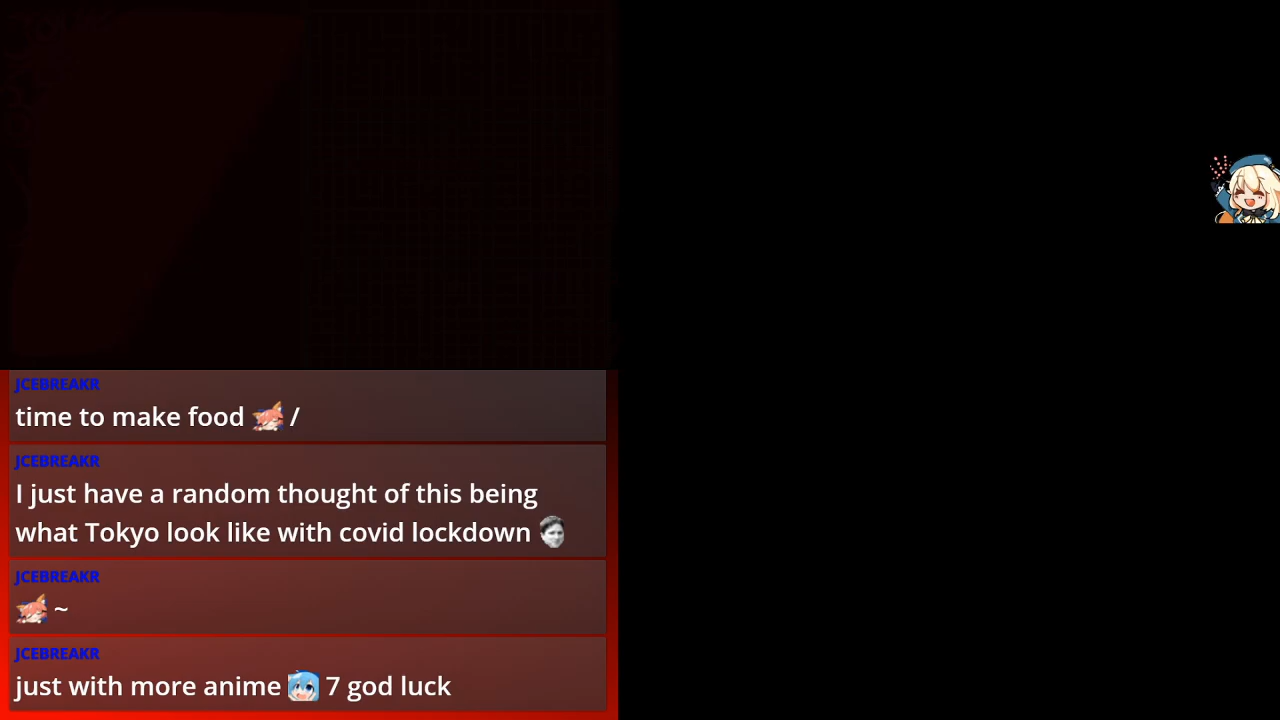 JCEBREAKR
time to make food /
JCEBREAKR
I just have a random thought of this being
what Tokyo look like with covid lockdown
JCEBREAKR
~
JCEBREAKR
just with more anime 7 god luck